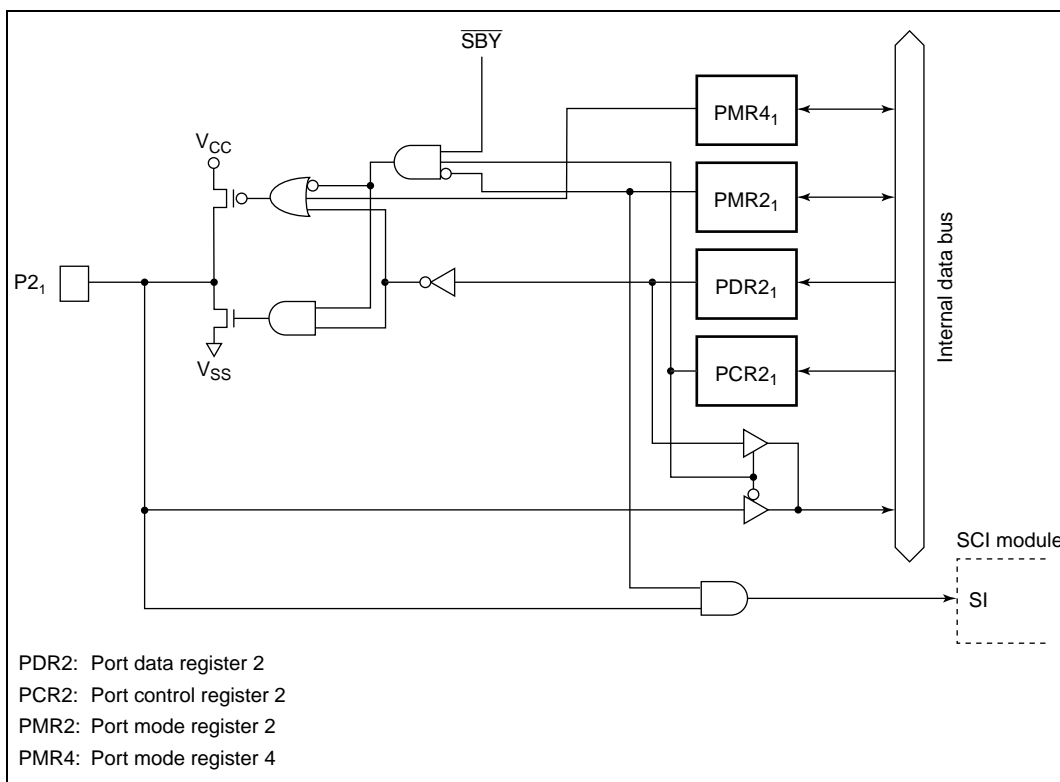 SBY
PMR4₁
V_CC
PMR2₁
P2₁
PDR2₁
Internal data bus
V_SS
PCR2₁
SCI module
SI
PDR2: Port data register 2
PCR2: Port control register 2
PMR2: Port mode register 2
PMR4: Port mode register 4